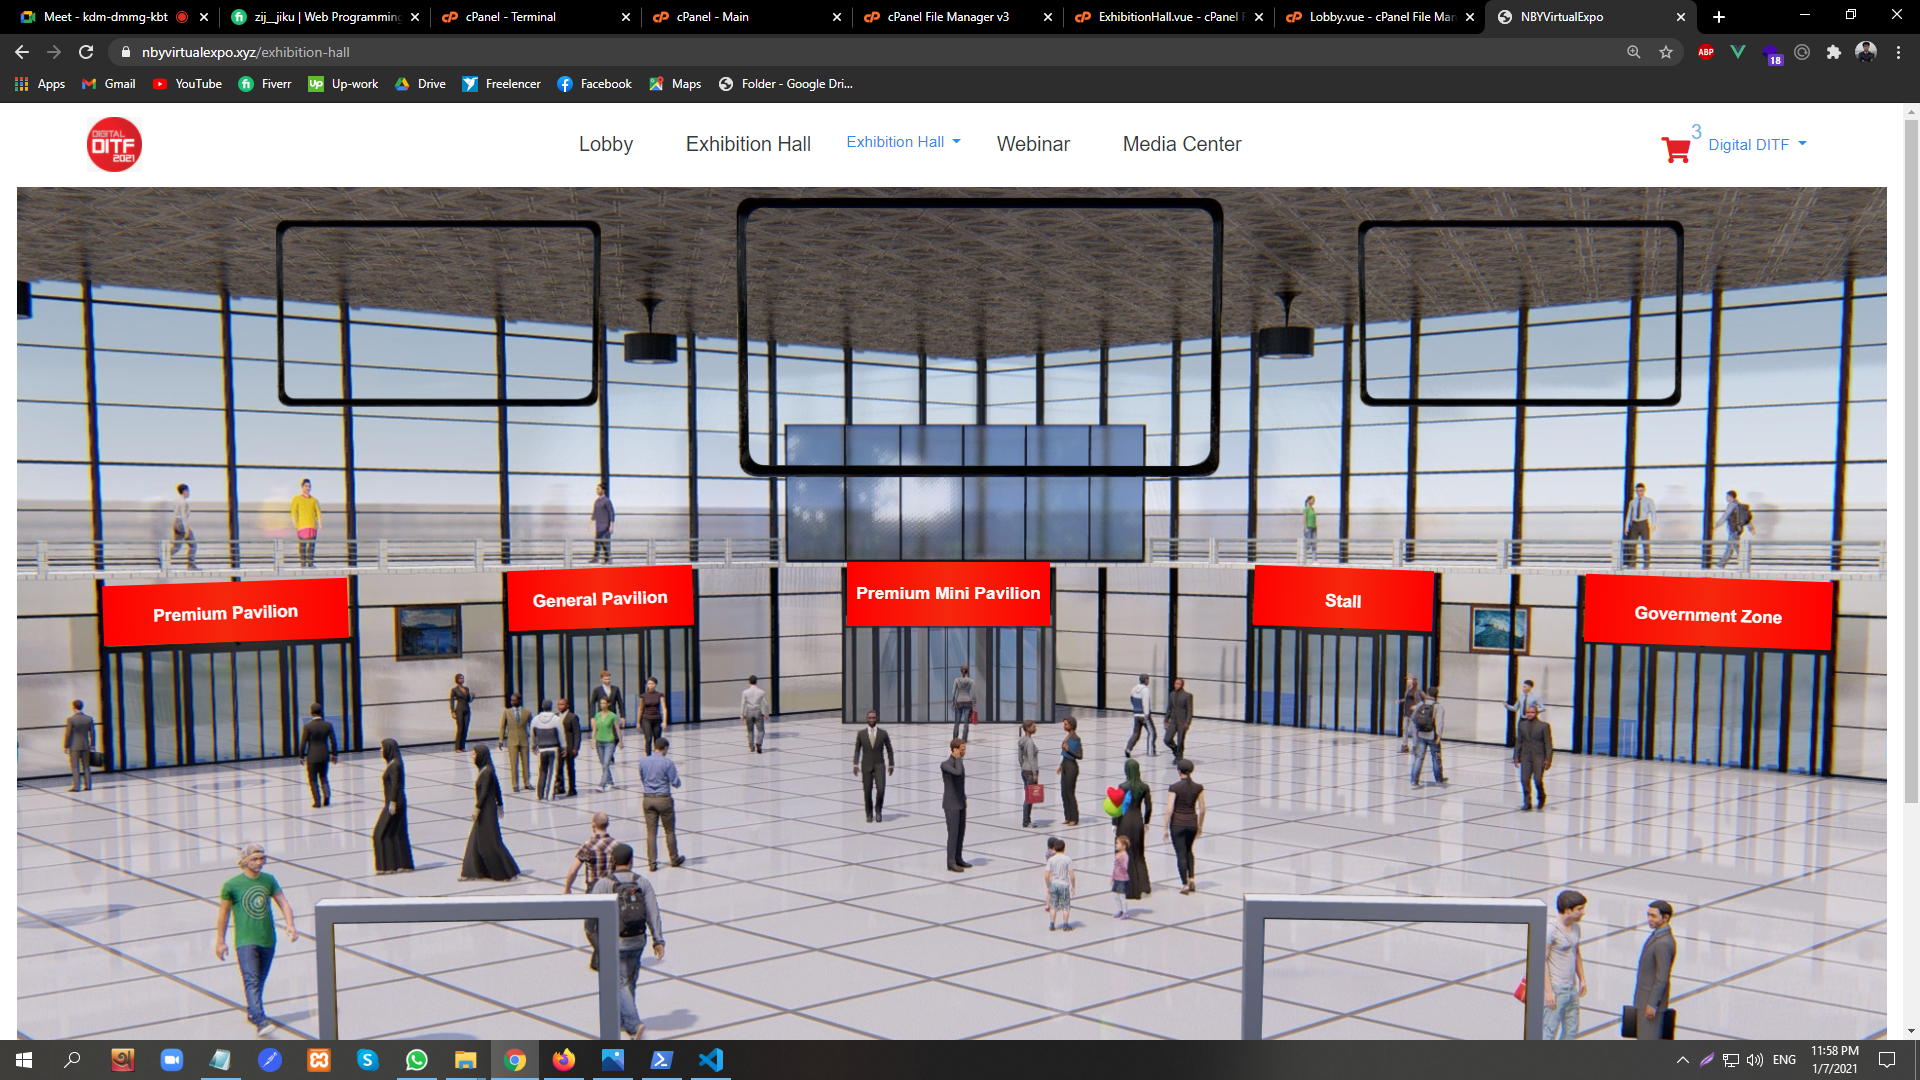 Meet - kdm-dmmg-kbt
zij__jiku | Web Programming
cPanel - Terminal
cPanel - Main
cPanel File Manager v3
ExhibitionHall.vue - cPanel F
Lobby.vue - cPanel File Man
NBYVirtualExpo
nbyvirtualexpo.xyz/exhibition-hall
ABP
18
Apps
Gmail
YouTube
Fiverr
Up-work
Drive
Freelencer
Facebook
Maps
Folder - Google Dri...
DIGITAL
DITF
2021
Lobby
Exhibition Hall
Exhibition Hall
Webinar
Media Center
3
Digital DITF
Premium Pavilion
General Pavilion
Premium Mini Pavilion
Stall
Government Zone
ENG
11:58 PM
1/7/2021